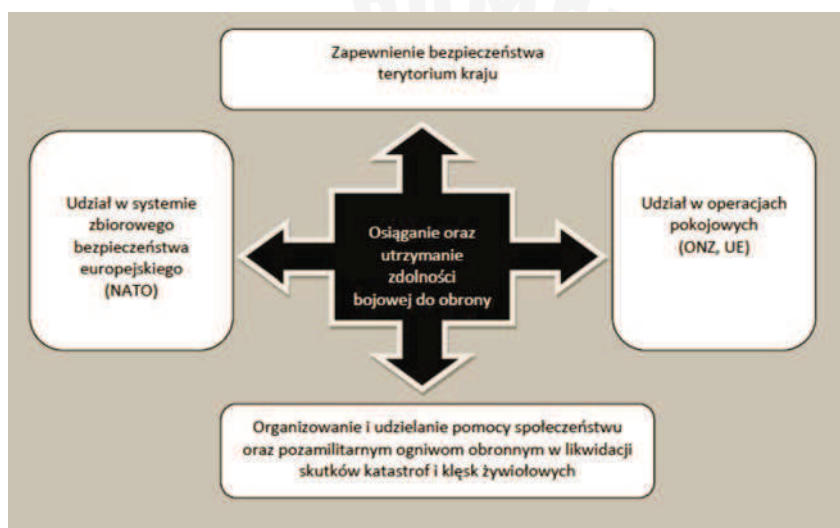 Zapewnienie bezpieczeństwa
terytorium kraju
Udział w systemie
zbiorowego
bezpieczeństwa
europejskiego
(NATO)
Osiąganie oraz
utrzymanie
zdolności
bojowej do obrony
Udział w operacjach
pokojowych
(ONZ, UE)
Organizowanie i udzielanie pomocy społeczeństwu
oraz pozamilitarnym ogniwom obronnym w likwidacji
skutków katastrof i klęsk żywiołowych